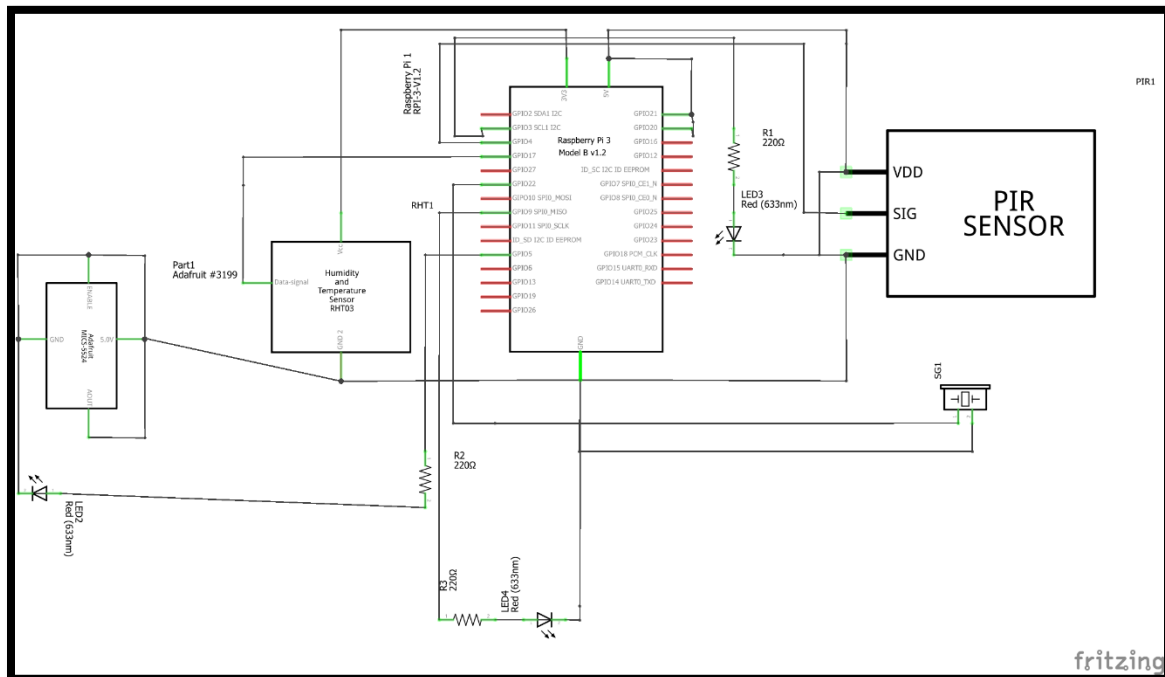 Raspberry Pi 1
RPI-3-V1.2
3V3
5V
GPIO2 SDA1 I2C
GPIO3 SCL1 I2C
GPIO4
GPIO17
GPIO27
GPIO22
GPIO10 SPI0_MOSI
GPIO9 SPI0_MISO
GPIO11 SPI0_SCLK
ID_SD I2C ID EEPROM
GPIO5
GPIO6
GPIO13
GPIO19
GPIO26
Raspberry Pi 3
Model B v1.2
GPIO21
GPIO20
GPIO16
GPIO12
ID_SC I2C ID EEPROM
GPIO7 SPI0_CE1_N
GPIO8 SPI0_CE0_N
GPIO25
GPIO24
GPIO23
GPIO18 PCM_CLK
GPIO15 UART0_RXD
GPIO14 UART0_TXD
GND
PIR1
R1
220Ω
LED3
Red (633nm)
VDD
SIG
GND
PIR
SENSOR
RHT1
Vcc
Data-signal
Humidity
and
Temperature
Sensor
RHT03
GND 2
Part1
Adafruit #3199
ENABLE
GND
Adafruit
MICS-5524
5.0V
AOUT
SG1
R2
220Ω
LED2
Red (633nm)
R3
220Ω
LED4
Red (633nm)
fritzing